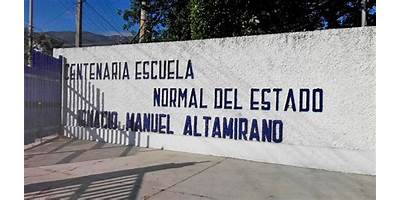 CENTENARIA ESCUELA
NORMAL DEL ESTADO
IGNACIO MANUEL ALTAMIRANO